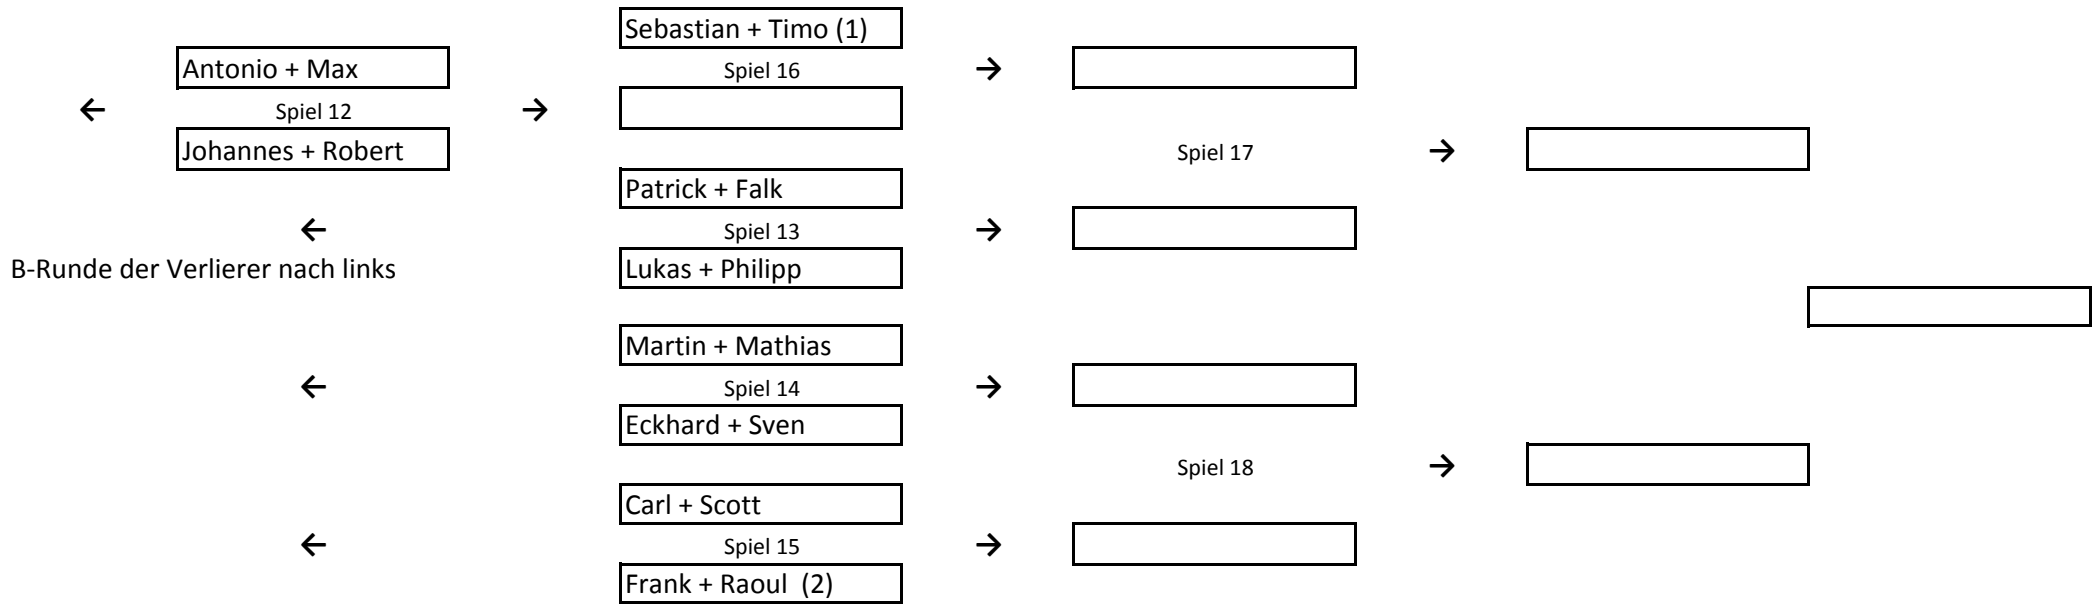 Sebastian + Timo (1)
Antonio + Max
Spiel 16
→
← Spiel 12 →
Johannes + Robert
Spiel 17 →
Patrick + Falk
← Spiel 13 →
B-Runde der Verlierer nach links
Lukas + Philipp
Martin + Mathias
← Spiel 14 →
Eckhard + Sven
Spiel 18 →
Carl + Scott
← Spiel 15 →
Frank + Raoul (2)